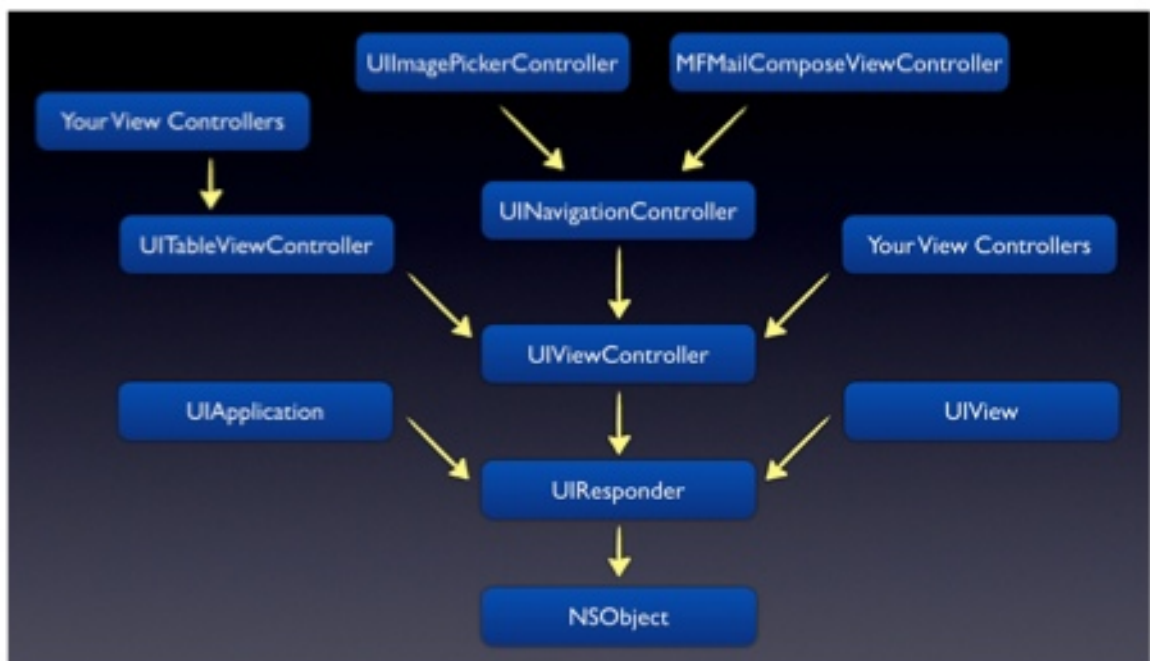 UIImagePickerController
MFMailComposeViewController
Your View Controllers
UINavigationController
UITableViewController
Your View Controllers
UIViewController
UIApplication
UIView
UIResponder
NSObject